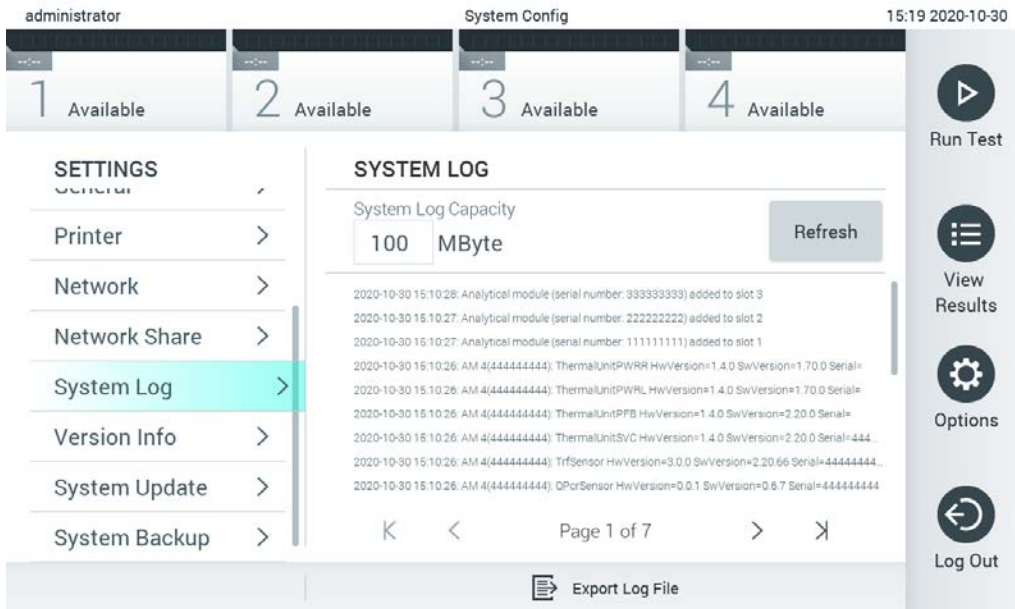 administrator
System Config
15:19 2020-10-30
--:--
1 Available
--:--
2 Available
--:--
3 Available
--:--
4 Available
Run Test
View
Results
Options
Log Out
SETTINGS
General
Printer
Network
Network Share
System Log
Version Info
System Update
System Backup
SYSTEM LOG
System Log Capacity
100 MByte
Refresh
2020-10-30 15:10:28: Analytical module (serial number: 333333333) added to slot 3
2020-10-30 15:10:27: Analytical module (serial number: 222222222) added to slot 2
2020-10-30 15:10:27: Analytical module (serial number: 111111111) added to slot 1
2020-10-30 15:10:26: AM 4(444444444): ThermalUnitPWRR HwVersion=1.4.0 SwVersion=1.70.0 Serial=
2020-10-30 15:10:26: AM 4(444444444): ThermalUnitPWRL HwVersion=1.4.0 SwVersion=1.70.0 Serial=
2020-10-30 15:10:26: AM 4(444444444): ThermalUnitPFB HwVersion=1.4.0 SwVersion=2.20.0 Serial=
2020-10-30 15:10:26: AM 4(444444444): ThermalUnitSVC HwVersion=1.4.0 SwVersion=2.20.0 Serial=444...
2020-10-30 15:10:26: AM 4(444444444): TrfSensor HwVersion=3.0.0 SwVersion=2.20.66 Serial=44444444...
2020-10-30 15:10:26: AM 4(444444444): QPcrSensor HwVersion=0.0.1 SwVersion=0.6.7 Serial=444444444
Page 1 of 7
Export Log File